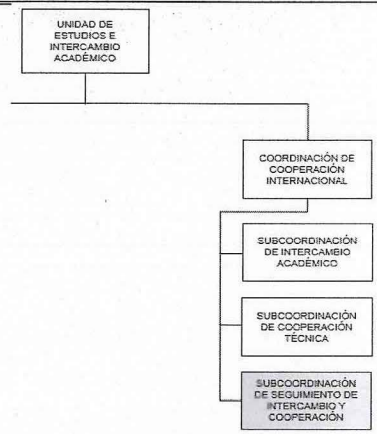 UNIDAD DE
ESTUDIOS E
INTERCAMBIO
ACADÉMICO
COORDINACIÓN DE
COOPERACIÓN
INTERNACIONAL
SUBCOORDINACIÓN
DE INTERCAMBIO
ACADÉMICO
SUBCOORDINACIÓN
DE COOPERACIÓN
TÉCNICA
SUBCOORDINACIÓN
DE SEGUIMIENTO DE
INTERCAMBIO Y
COOPERACIÓN